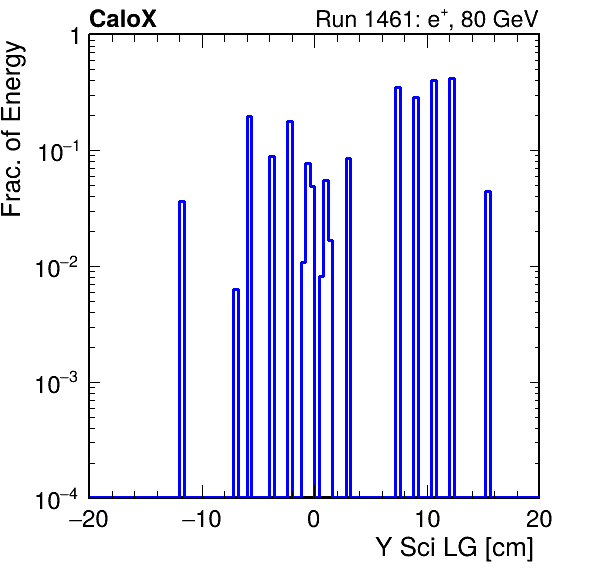 CaloX Run 1461: e⁺, 80 GeV
Frac. of Energy
1
10⁻¹
10⁻²
10⁻³
10⁻⁴
−20 −10 0 10 20
Y Sci LG [cm]